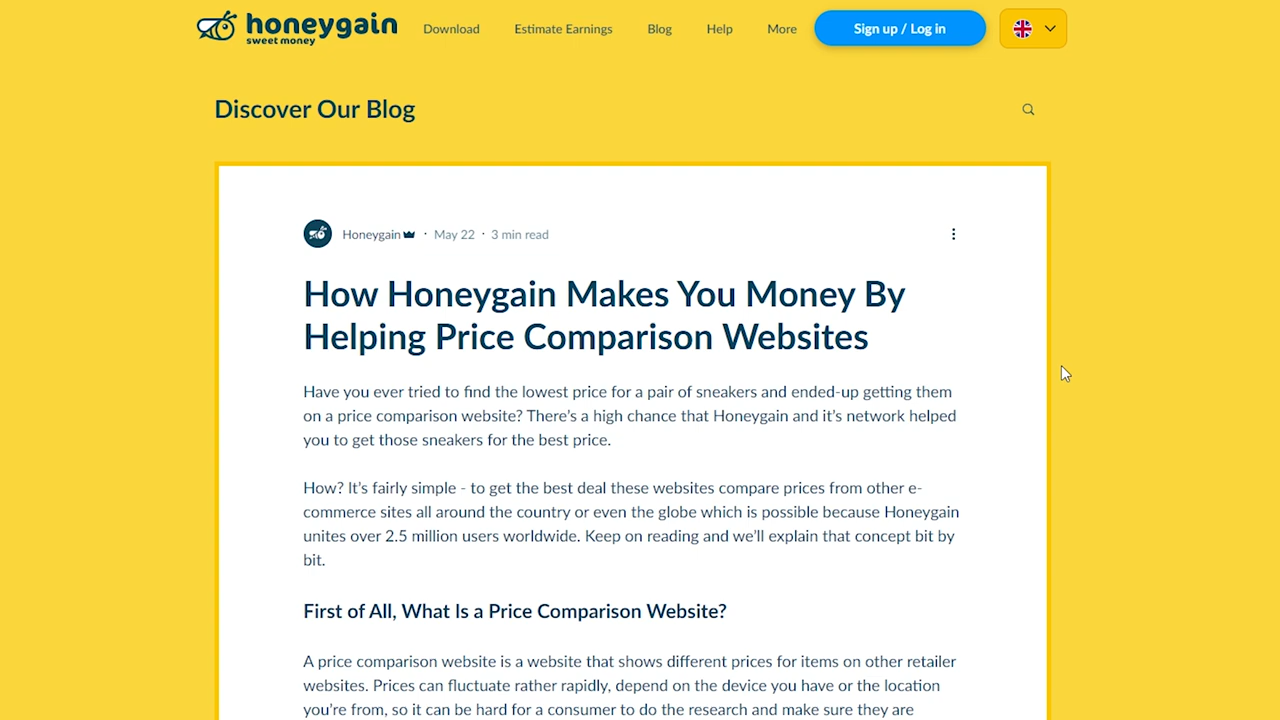 honeygain
sweet money
Download
Estimate Earnings
Blog
Help
More
Sign up / Log in
Discover Our Blog
Honeygain · May 22 · 3 min read
How Honeygain Makes You Money By
Helping Price Comparison Websites
Have you ever tried to find the lowest price for a pair of sneakers and ended-up getting them
on a price comparison website? There's a high chance that Honeygain and it's network helped
you to get those sneakers for the best price.
How? It's fairly simple - to get the best deal these websites compare prices from other e-
commerce sites all around the country or even the globe which is possible because Honeygain
unites over 2.5 million users worldwide. Keep on reading and we'll explain that concept bit by
bit.
First of All, What Is a Price Comparison Website?
A price comparison website is a website that shows different prices for items on other retailer
websites. Prices can fluctuate rather rapidly, depend on the device you have or the location
you're from, so it can be hard for a consumer to do the research and make sure they are